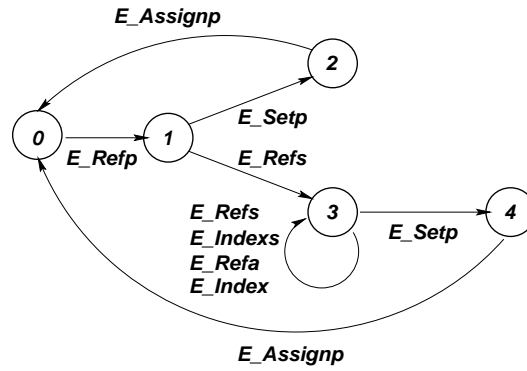 E_Assignp
2
0
1
E_Refp
E_Setp
E_Refs
E_Refs
3
4
E_Indexs
E_Setp
E_Refa
E_Index
E_Assignp